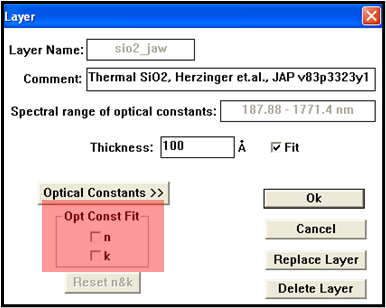 Layer
Layer Name: sio2_jaw
Comment: Thermal SiO2, Herzinger et.al., JAP v83p3323y1
Spectral range of optical constants: 187.88 - 1771.4 nm
Thickness: 100 Å Fit
Optical Constants >>
Ok
Opt Const Fit
n
Cancel
k
Replace Layer
Reset n&k
Delete Layer